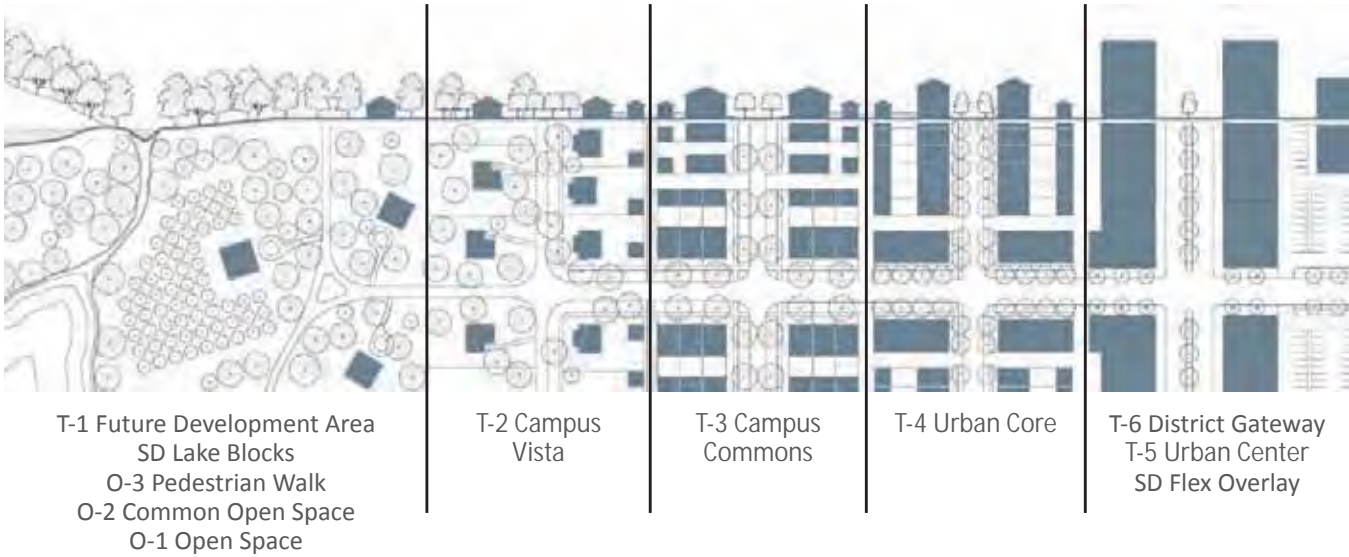 T-1 Future Development Area
SD Lake Blocks
O-3 Pedestrian Walk
O-2 Common Open Space
O-1 Open Space
T-2 Campus
Vista
T-3 Campus
Commons
T-4 Urban Core
T-6 District Gateway
T-5 Urban Center
SD Flex Overlay